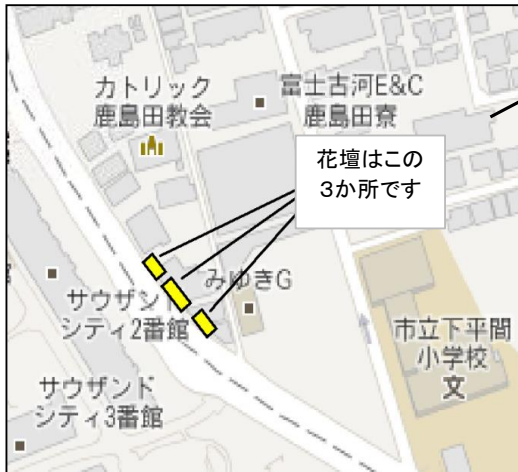 カトリック
鹿島田教会
富士古河E&C
鹿島田寮
花壇はこの
3か所です
みゆきG
サウザンド
シティ2番館
市立下平間
小学校
文
サウザンド
シティ3番館